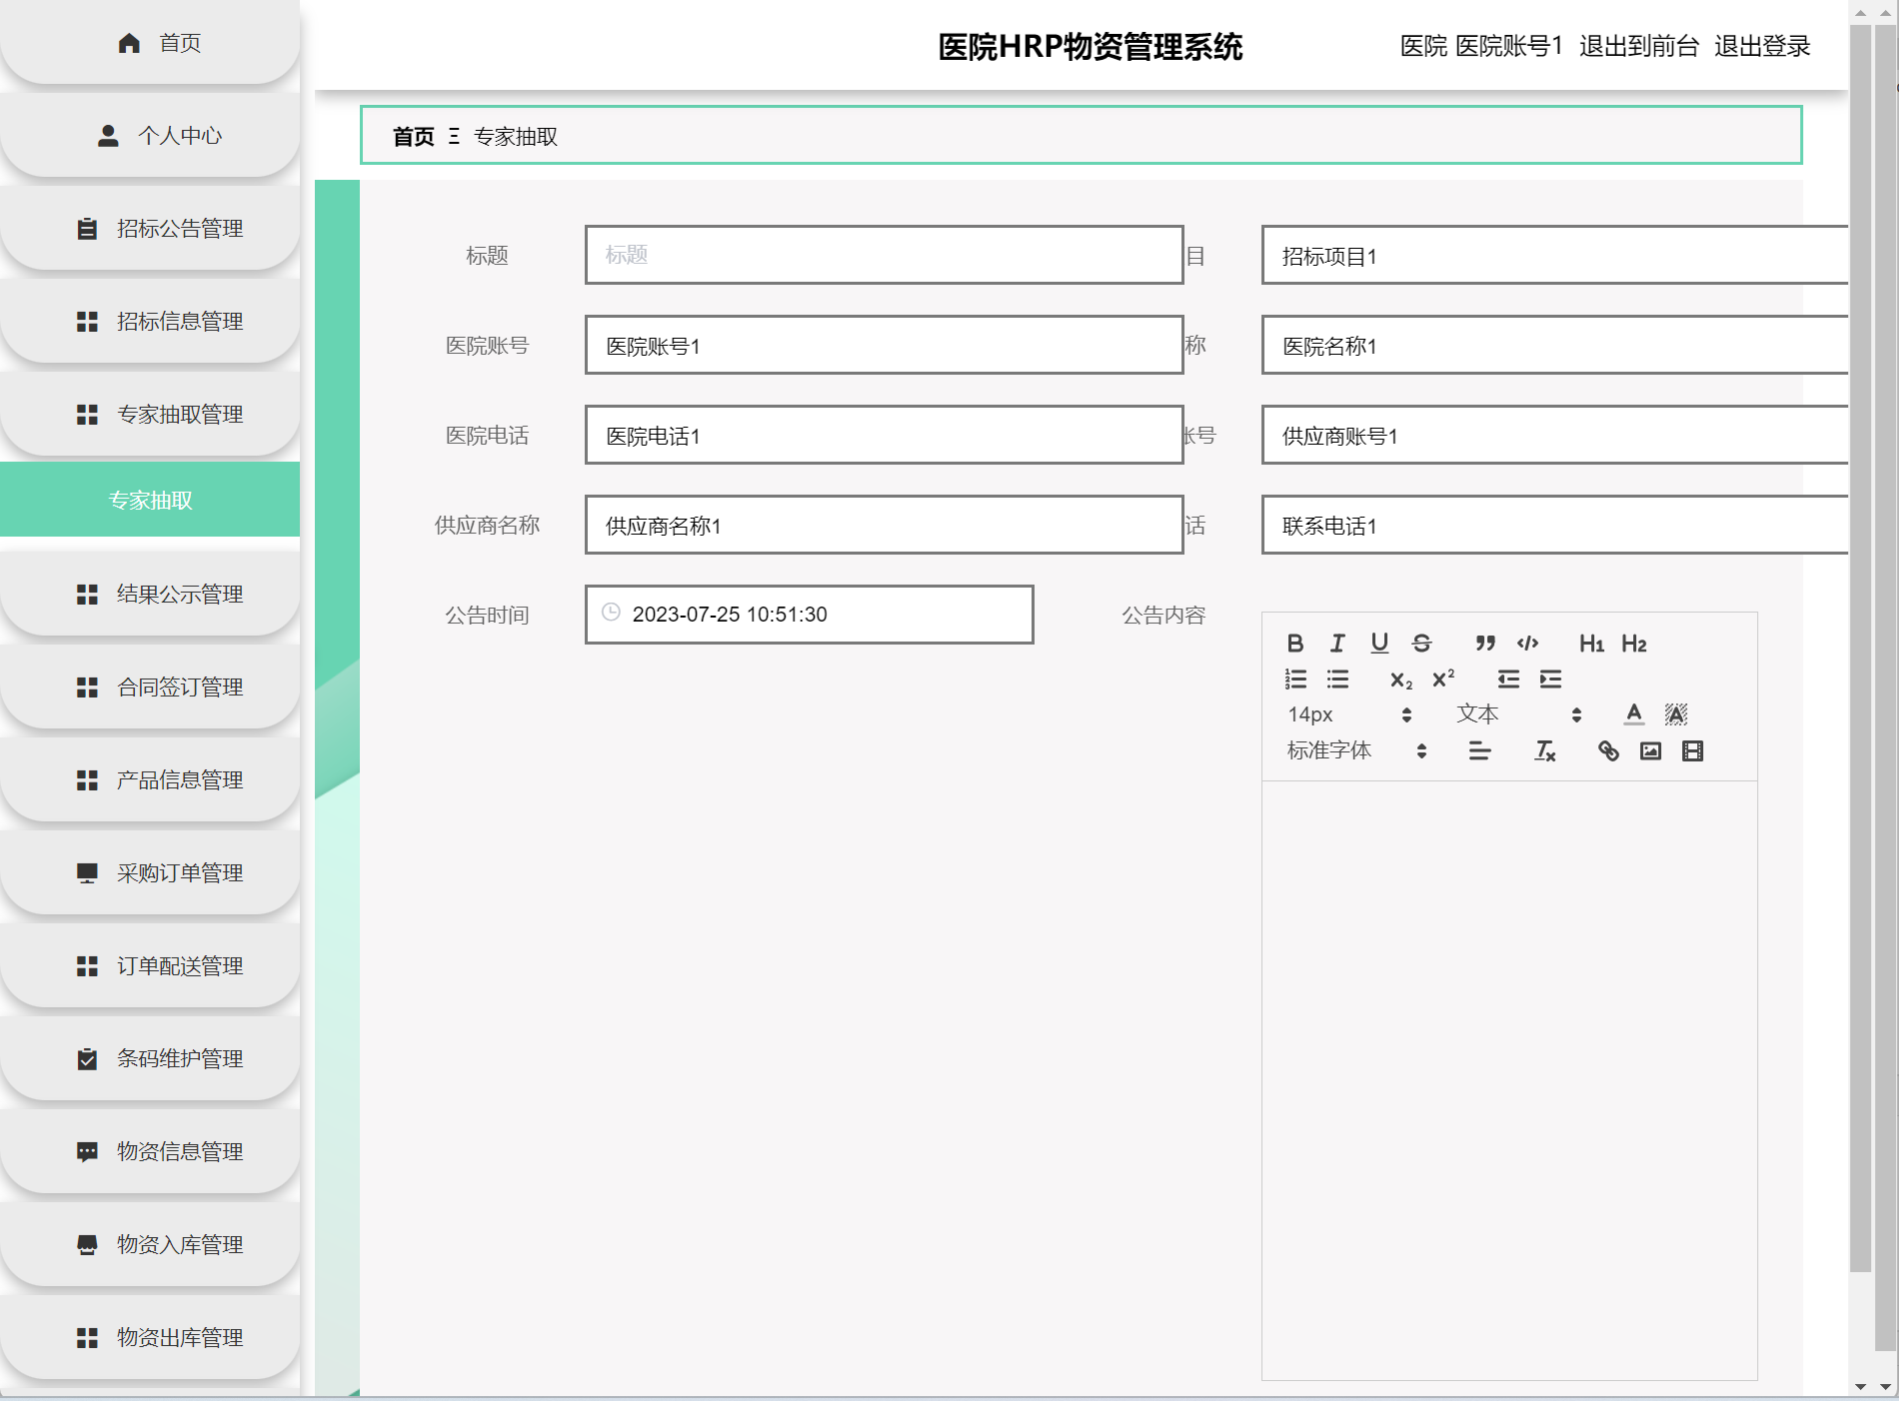 首页
个人中心
招标公告管理
招标信息管理
专家抽取管理
专家抽取
结果公示管理
合同签订管理
产品信息管理
采购订单管理
订单配送管理
条码维护管理
物资信息管理
物资入库管理
物资出库管理
医院HRP物资管理系统
医院 医院账号1 退出到前台 退出登录
首页 Ξ 专家抽取
标题 标题 目 招标项目1
医院账号 医院账号1 称 医院名称1
医院电话 医院电话1 账号 供应商账号1
供应商名称 供应商名称1 话 联系电话1
公告时间 2023-07-25 10:51:30 公告内容
B I U S ” </> H1 H2
X2 X2
14px 文本 A A
标准字体 Tx